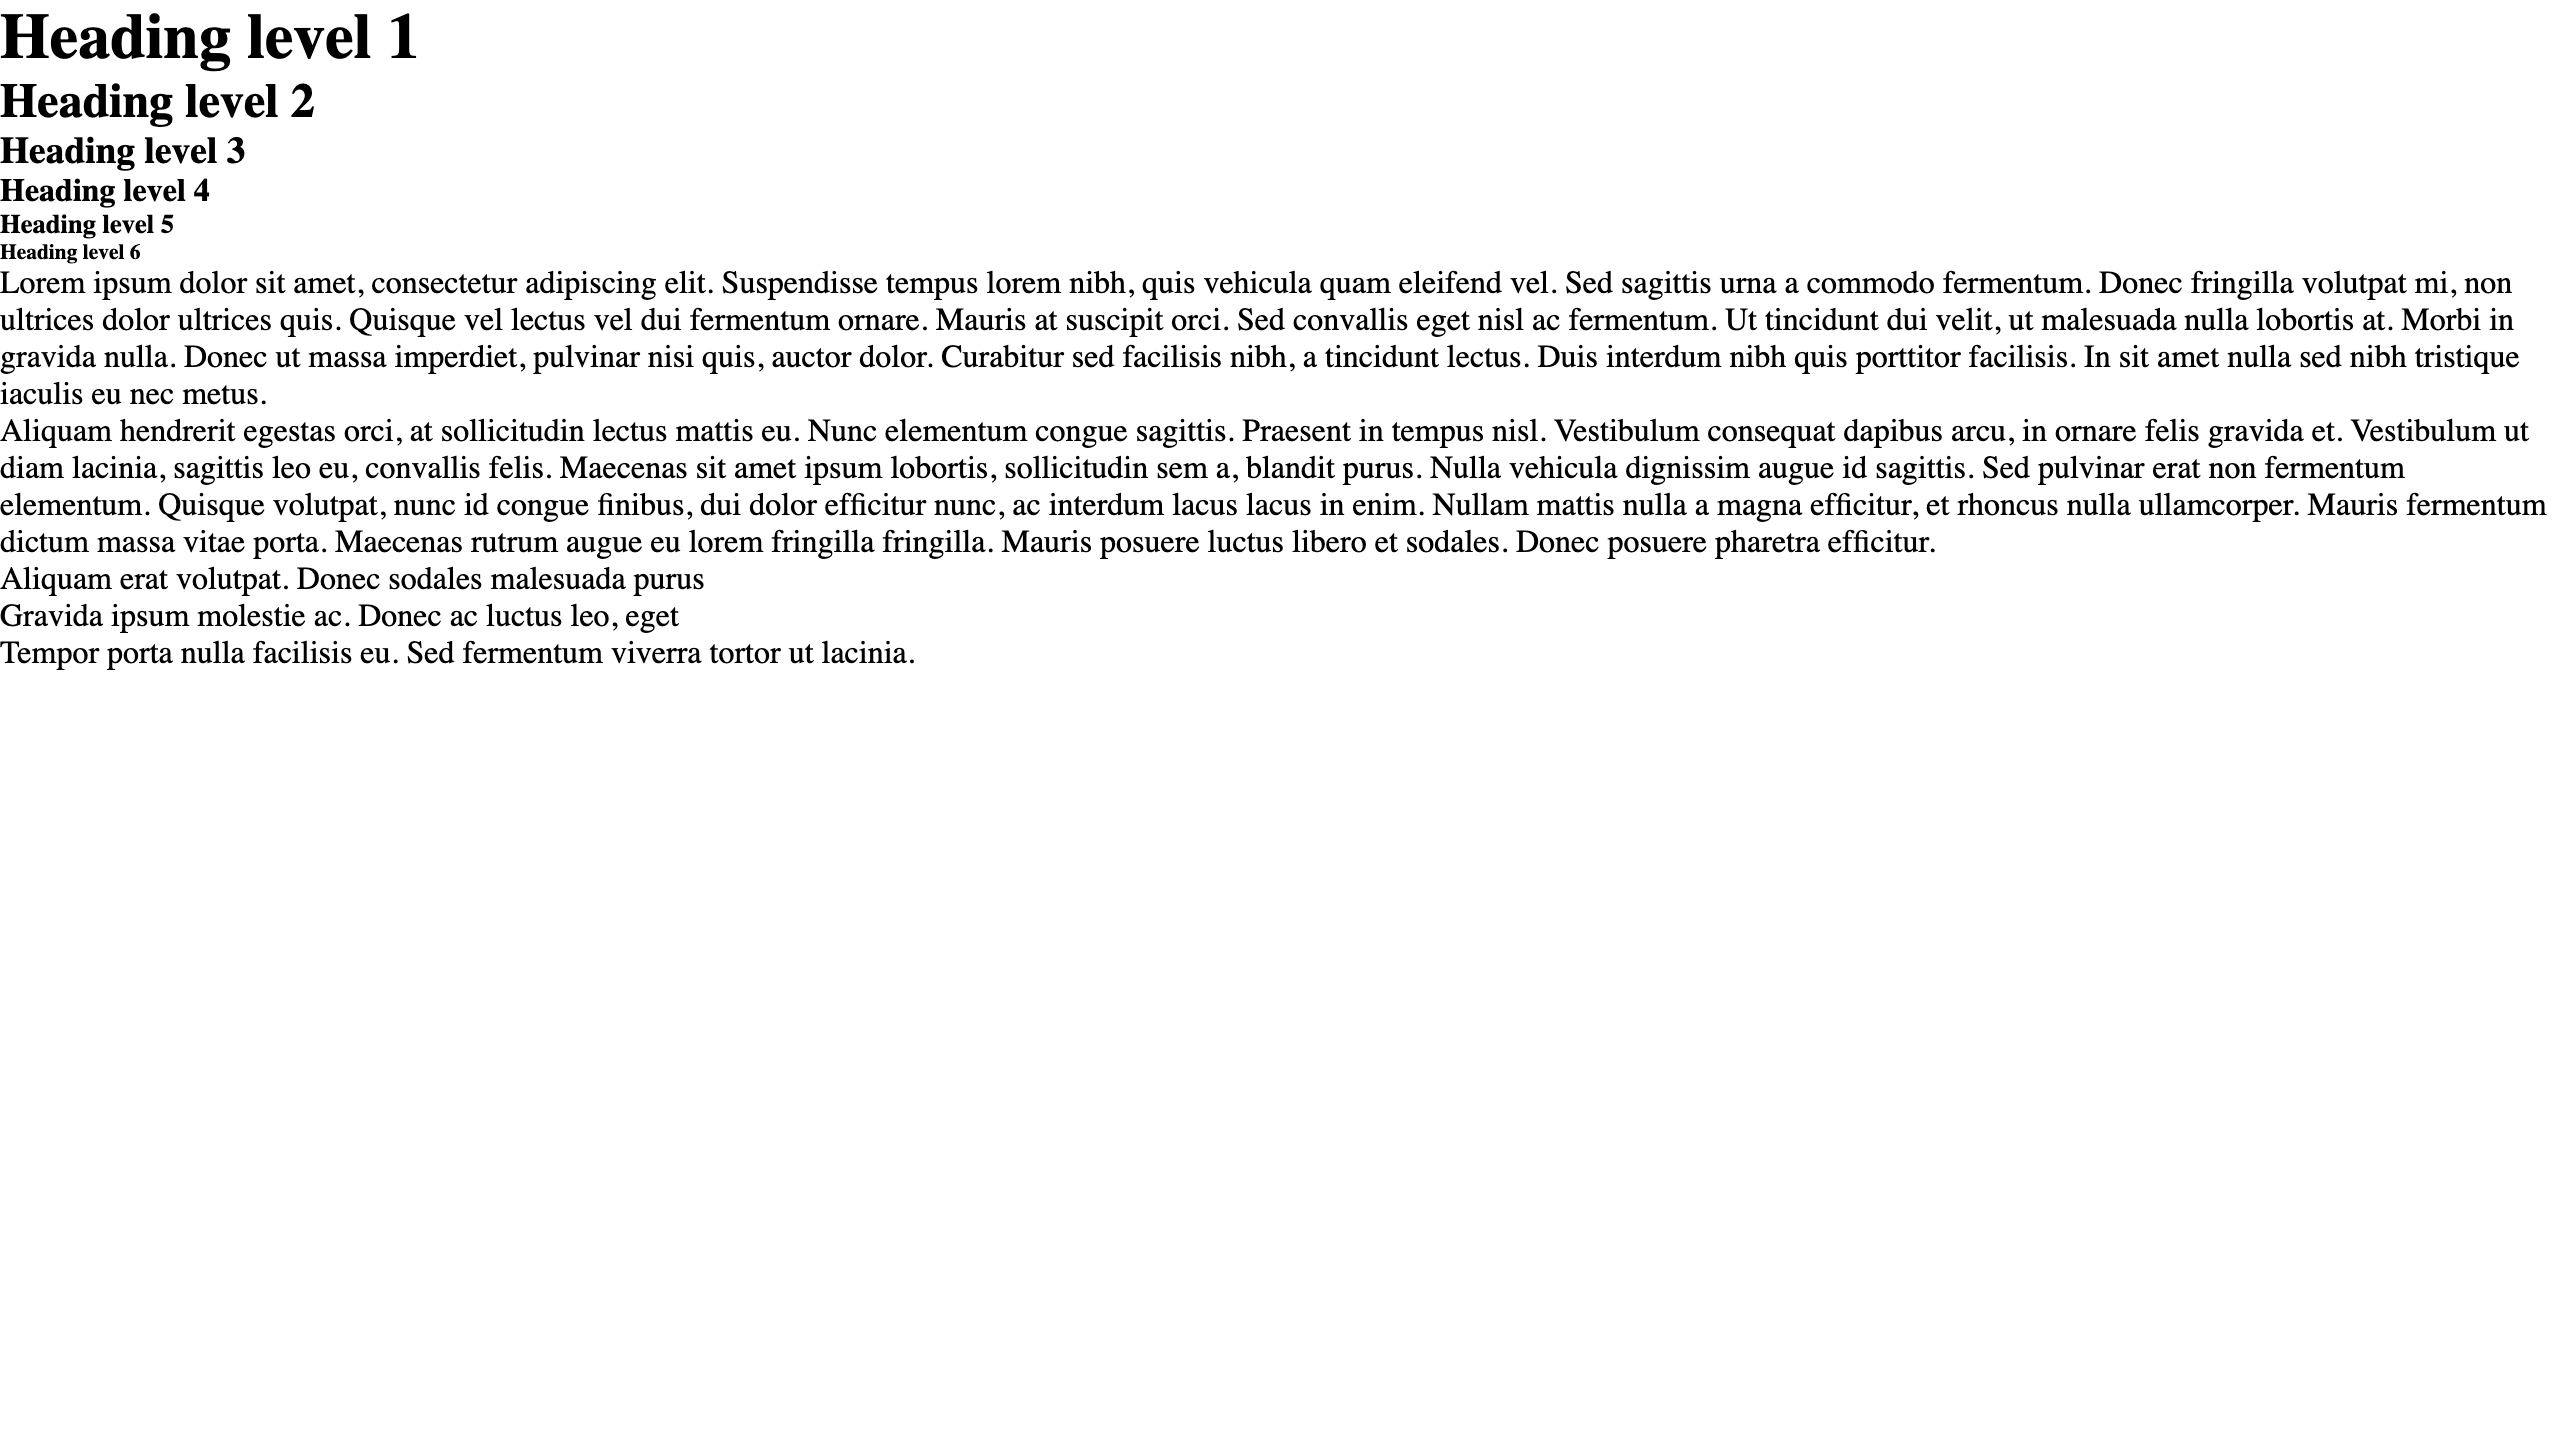 Heading level 1
Heading level 2
Heading level 3
Heading level 4
Heading level 5
Heading level 6
Lorem ipsum dolor sit amet, consectetur adipiscing elit. Suspendisse tempus lorem nibh, quis vehicula quam eleifend vel. Sed sagittis urna a commodo fermentum. Donec fringilla volutpat mi, non
ultrices dolor ultrices quis. Quisque vel lectus vel dui fermentum ornare. Mauris at suscipit orci. Sed convallis eget nisl ac fermentum. Ut tincidunt dui velit, ut malesuada nulla lobortis at. Morbi in
gravida nulla. Donec ut massa imperdiet, pulvinar nisi quis, auctor dolor. Curabitur sed facilisis nibh, a tincidunt lectus. Duis interdum nibh quis porttitor facilisis. In sit amet nulla sed nibh tristique
iaculis eu nec metus.
Aliquam hendrerit egestas orci, at sollicitudin lectus mattis eu. Nunc elementum congue sagittis. Praesent in tempus nisl. Vestibulum consequat dapibus arcu, in ornare felis gravida et. Vestibulum ut
diam lacinia, sagittis leo eu, convallis felis. Maecenas sit amet ipsum lobortis, sollicitudin sem a, blandit purus. Nulla vehicula dignissim augue id sagittis. Sed pulvinar erat non fermentum
elementum. Quisque volutpat, nunc id congue finibus, dui dolor efficitur nunc, ac interdum lacus lacus in enim. Nullam mattis nulla a magna efficitur, et rhoncus nulla ullamcorper. Mauris fermentum
dictum massa vitae porta. Maecenas rutrum augue eu lorem fringilla fringilla. Mauris posuere luctus libero et sodales. Donec posuere pharetra efficitur.
Aliquam erat volutpat. Donec sodales malesuada purus
Gravida ipsum molestie ac. Donec ac luctus leo, eget
Tempor porta nulla facilisis eu. Sed fermentum viverra tortor ut lacinia.